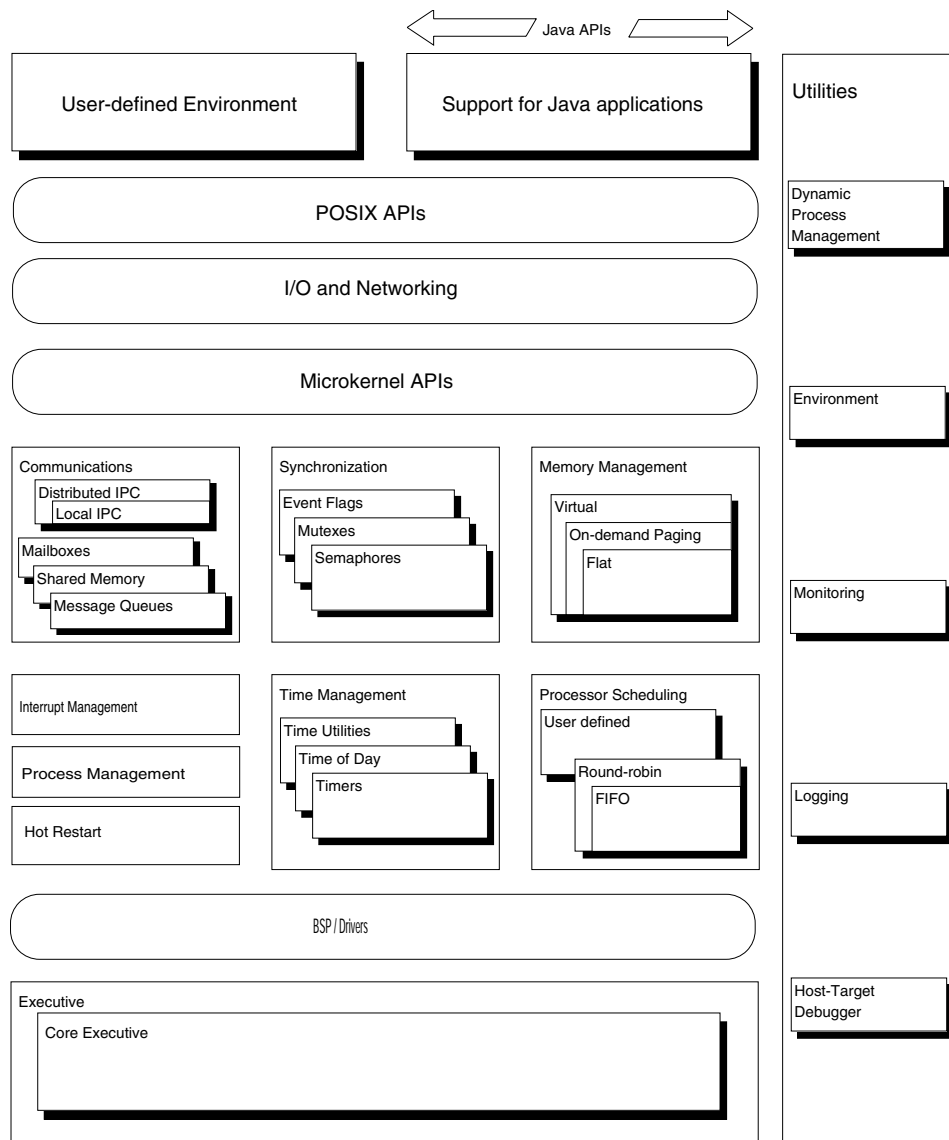 Java APIs
User-defined Environment
Support for Java applications
POSIX APIs
I/O and Networking
Microkernel APIs
Communications
Distributed IPC
Local IPC
Mailboxes
Shared Memory
Message Queues
Synchronization
Event Flags
Mutexes
Semaphores
Memory Management
Virtual
On-demand Paging
Flat
Interrupt Management
Process Management
Hot Restart
Time Management
Time Utilities
Time of Day
Timers
Processor Scheduling
User defined
Round-robin
FIFO
BSP / Drivers
Executive
Core Executive
Utilities
Dynamic
Process
Management
Environment
Monitoring
Logging
Host-Target
Debugger